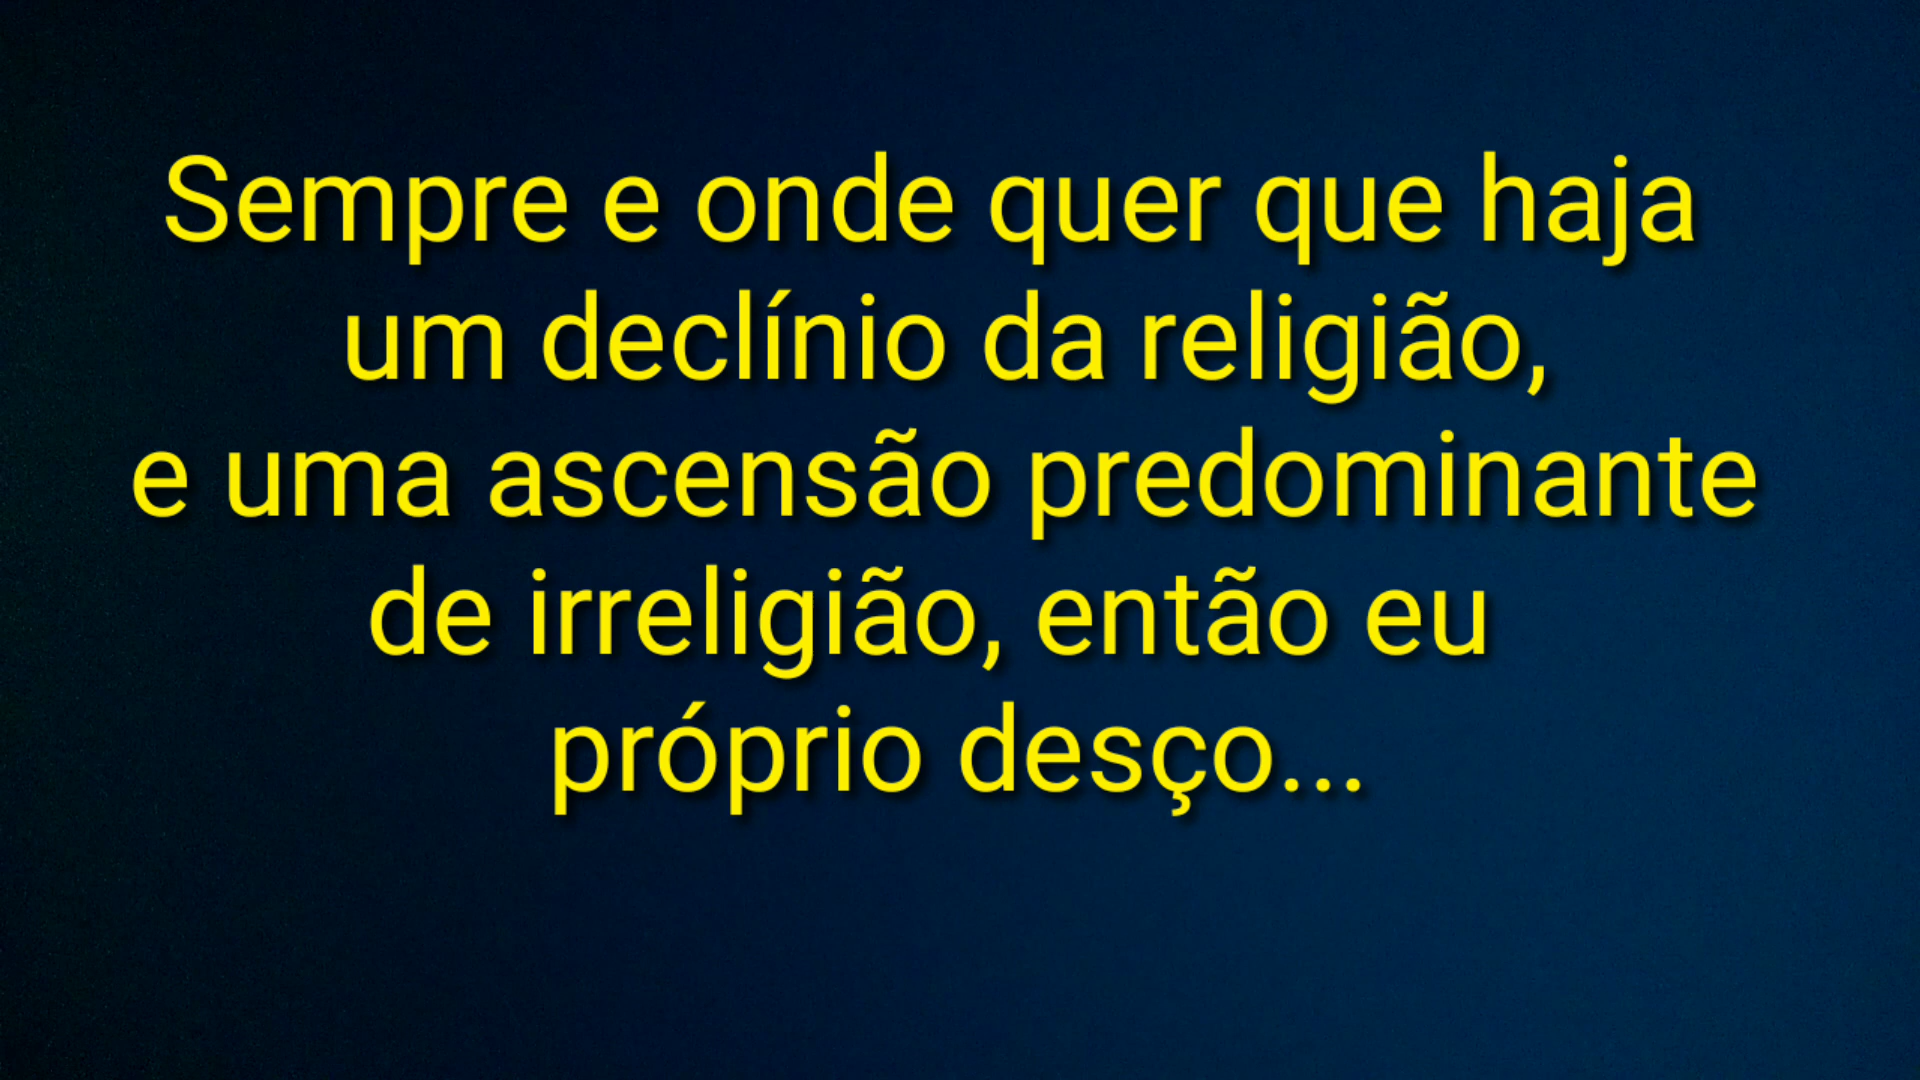 Sempre e onde quer que haja
um declínio da religião,
e uma ascensão predominante
de irreligião, então eu
próprio desço...